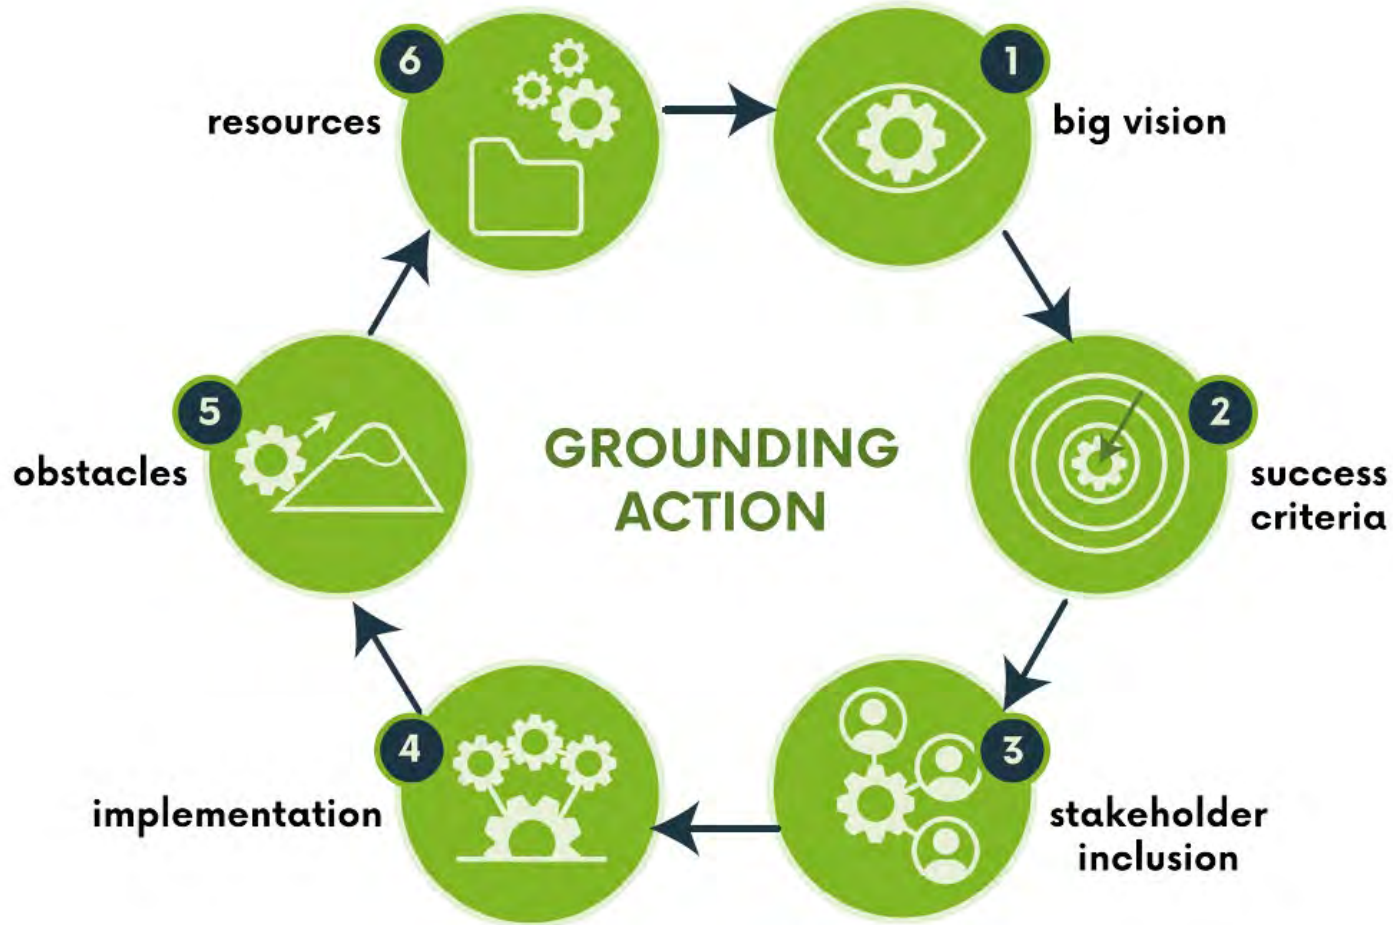 1
big vision
2
success
criteria
3
stakeholder
inclusion
4
implementation
5
obstacles
6
resources
GROUNDING
ACTION